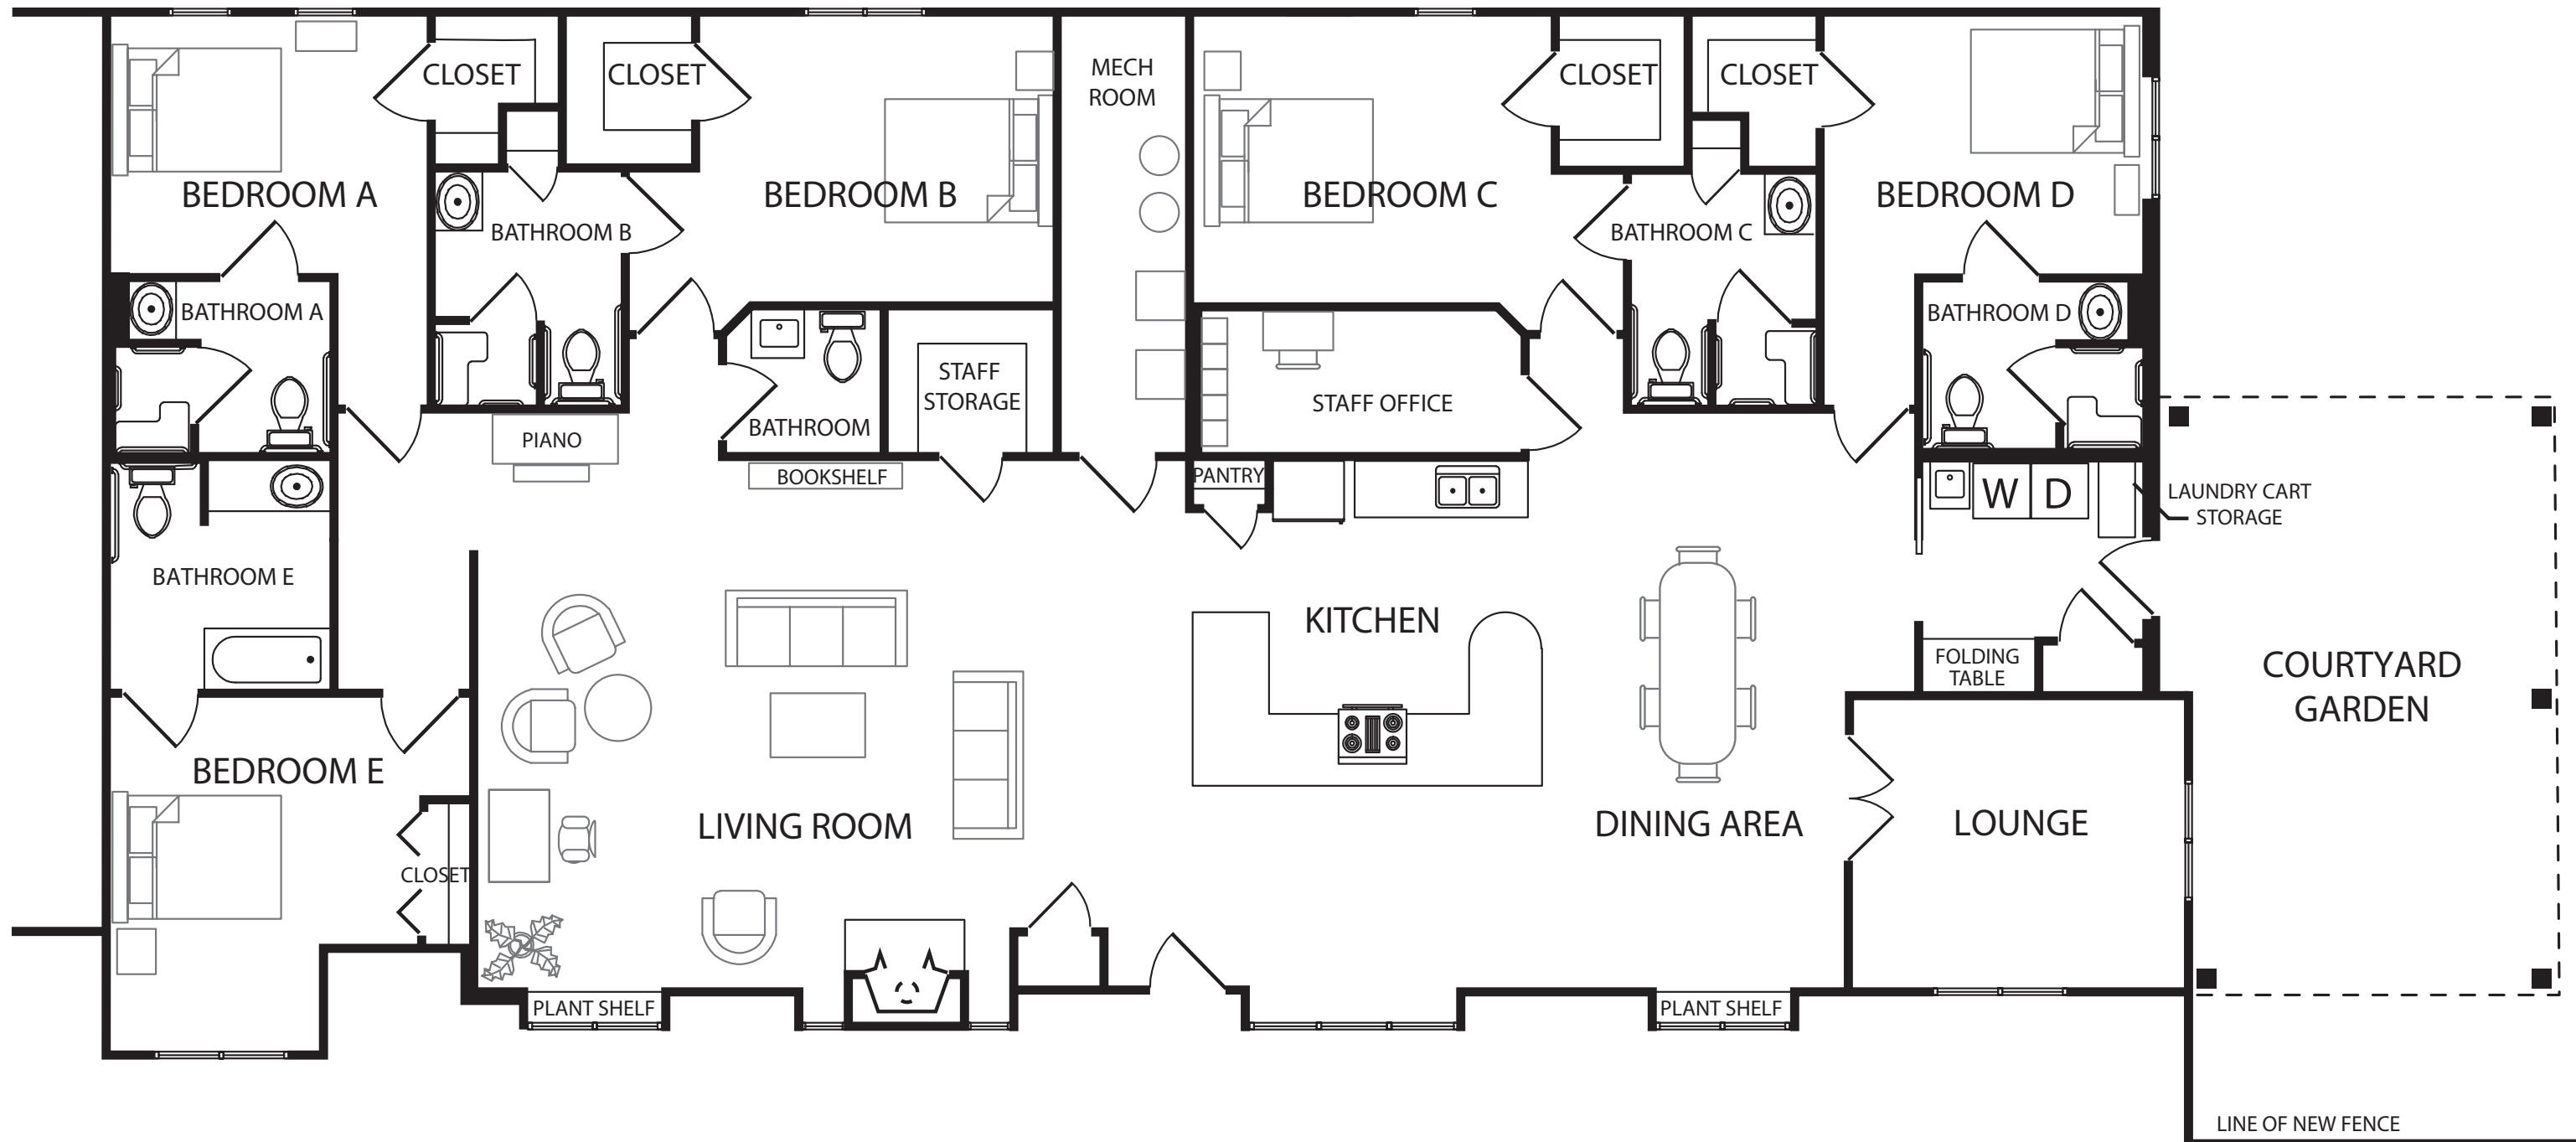 CLOSET
CLOSET
MECH
ROOM
CLOSET
CLOSET
BEDROOM A
BEDROOM B
BEDROOM C
BEDROOM D
BATHROOM B
BATHROOM C
BATHROOM A
BATHROOM D
STAFF
STORAGE
STAFF OFFICE
BATHROOM
PIANO
BOOKSHELF
PANTRY
W
D
LAUNDRY CART
STORAGE
BATHROOM E
KITCHEN
FOLDING
TABLE
COURTYARD
GARDEN
BEDROOM E
LIVING ROOM
DINING AREA
LOUNGE
CLOSET
PLANT SHELF
PLANT SHELF
LINE OF NEW FENCE